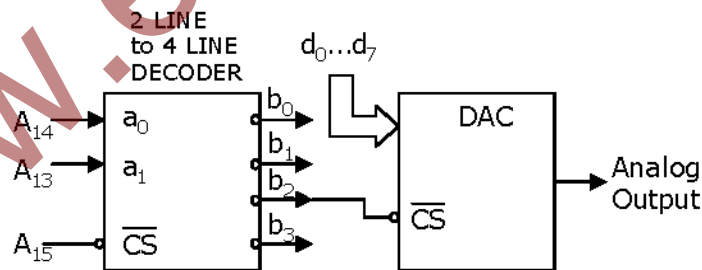 2 LINE
to 4 LINE
DECODER
d₀...d₇
A₁₄
a₀
b₀
DAC
A₁₃
a₁
b₁
Analog
Output
b₂
A₁₅
CS
b₃
CS
w.e